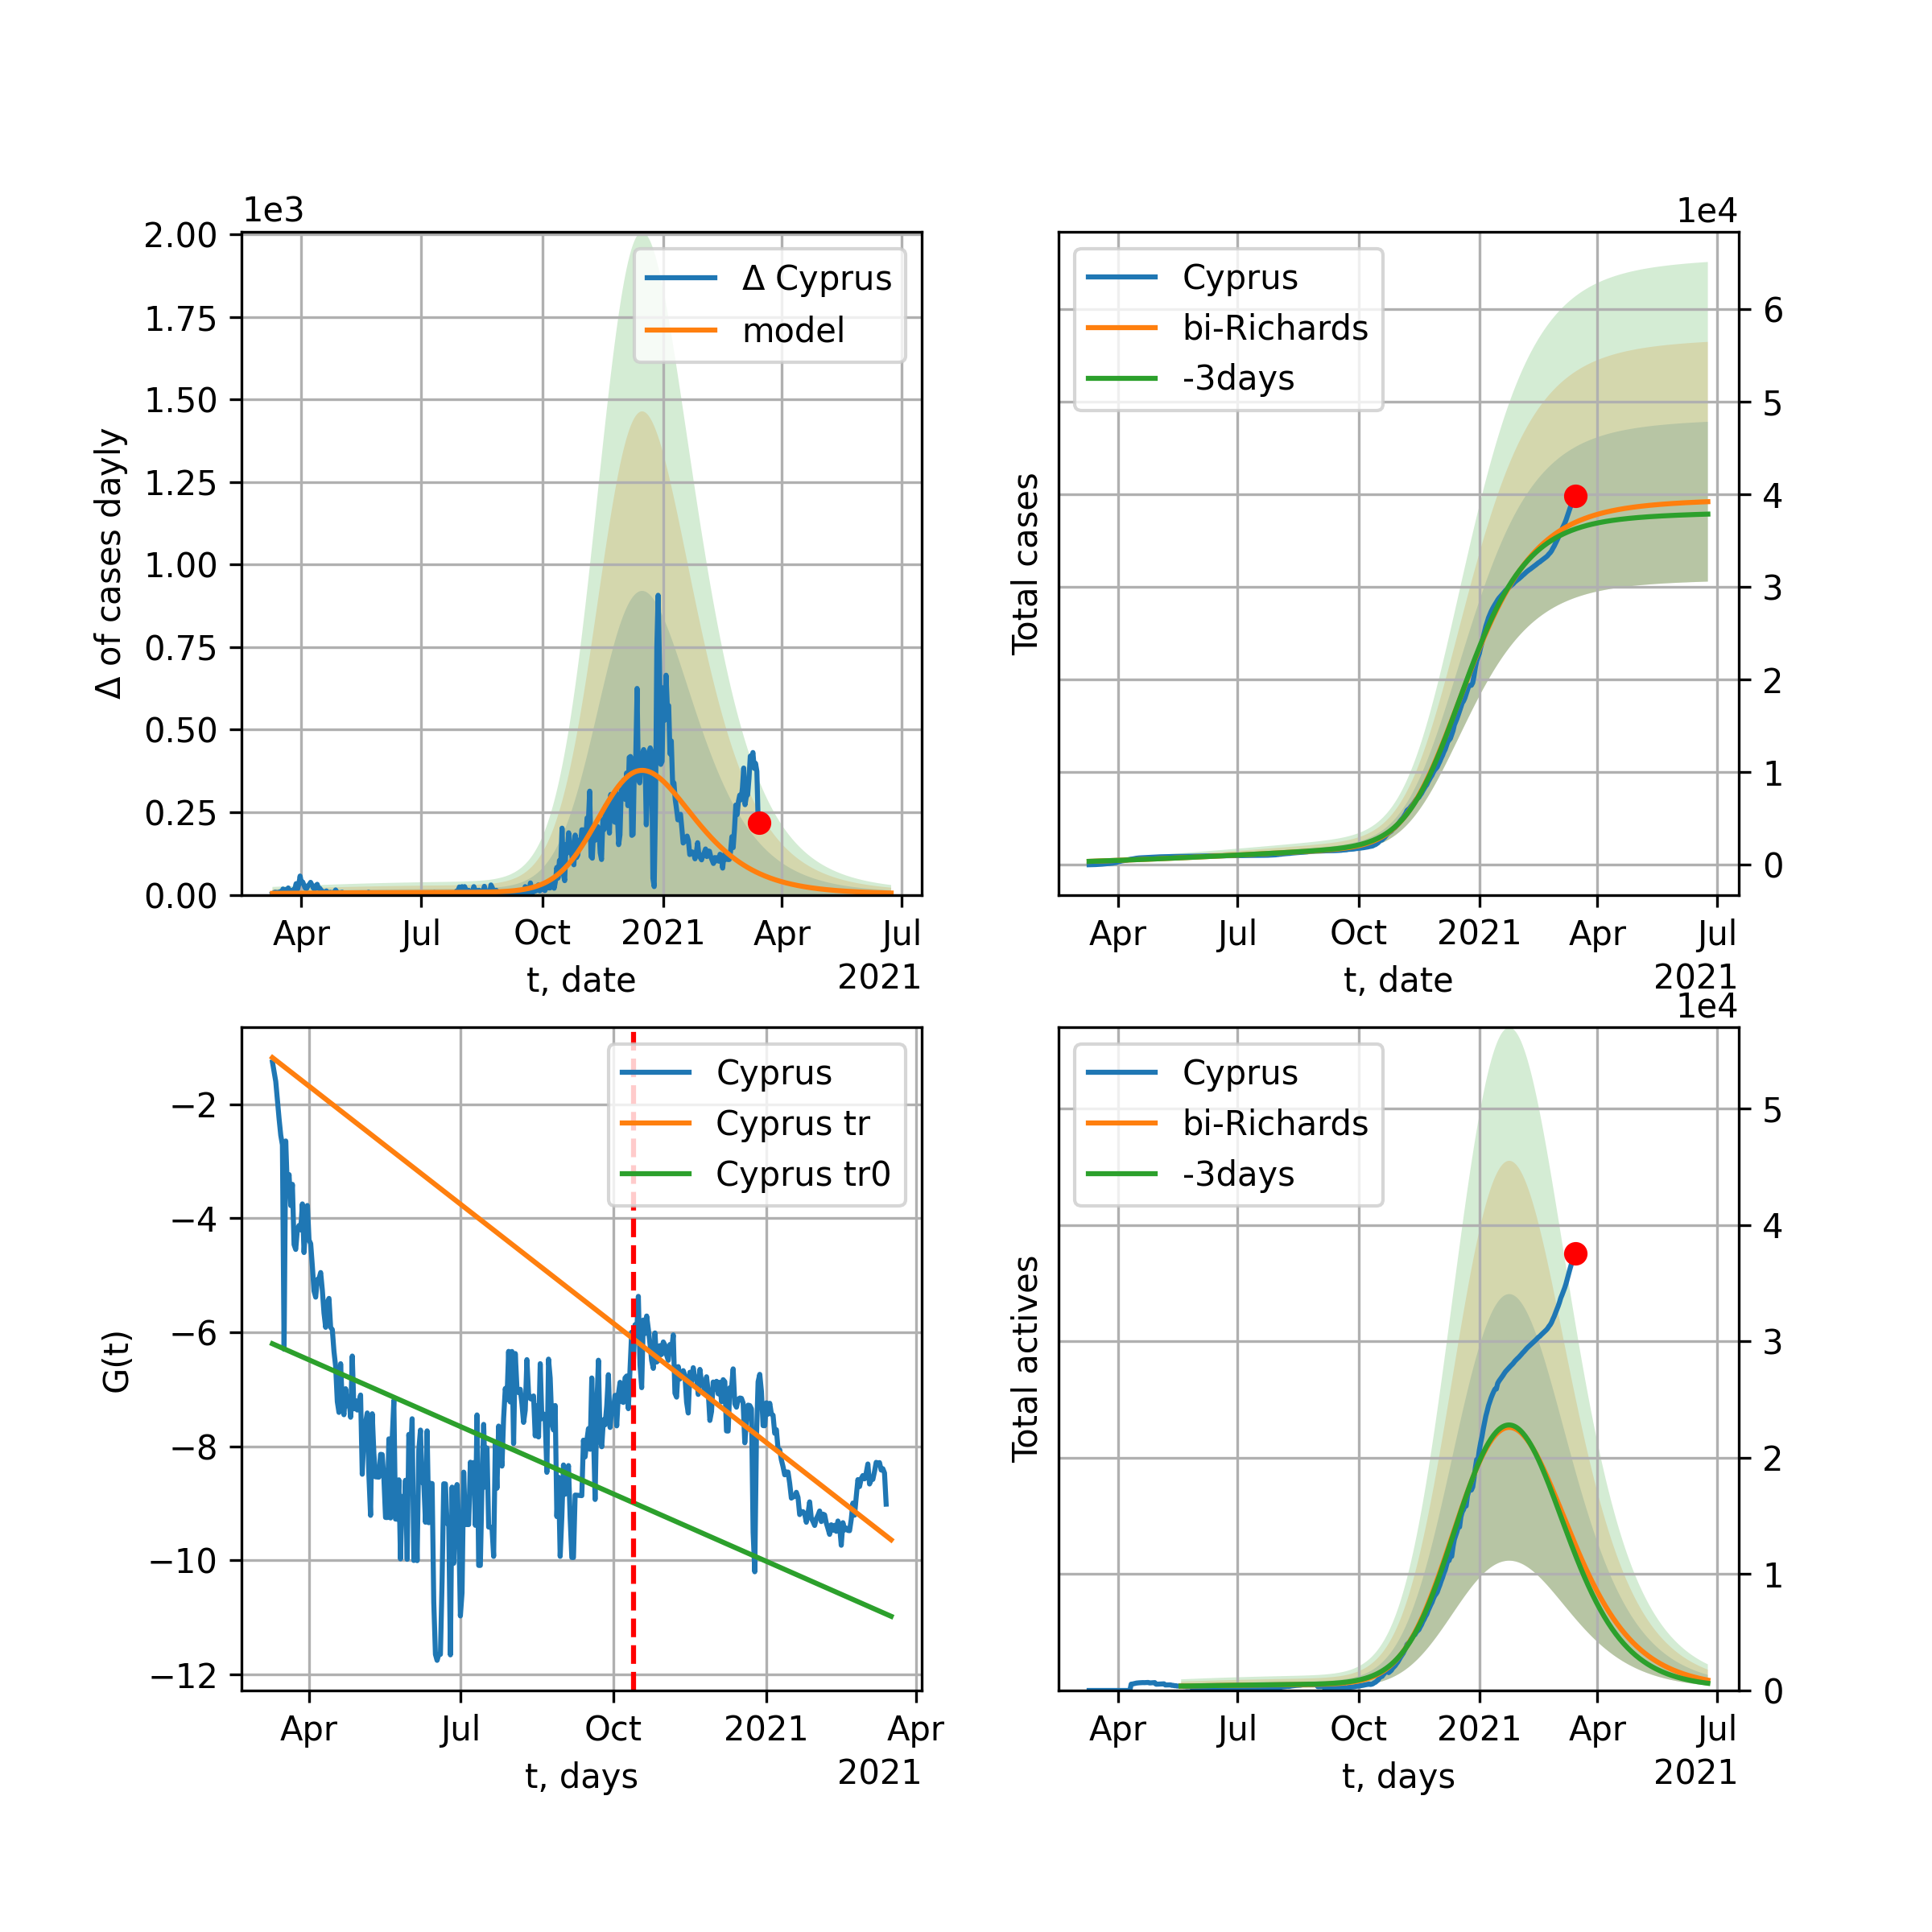 1e3
2.00
1.75
1.50
1.25
1.00
0.75
0.50
0.25
0.00
Δ of cases dayly
Δ Cyprus
model
Apr Jul Oct 2021 Apr Jul
t, date
2021
1e4
Total cases
Cyprus
bi-Richards
-3days
6
5
4
3
2
1
0
Apr Jul Oct 2021 Apr Jul
t, date
2021
−2
−4
−6
−8
−10
−12
G(t)
Cyprus
Cyprus tr
Cyprus tr0
Apr Jul Oct 2021 Apr
t, days
2021
1e4
Total actives
Cyprus
bi-Richards
-3days
5
4
3
2
1
0
Apr Jul Oct 2021 Apr Jul
t, days
2021